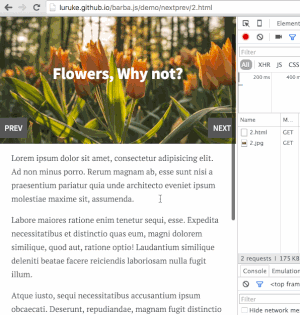 luruke.github.io/barba.js/demo/nextprev/2.html
Elements
Filter
All XHR JS CSS
200 ms 400 m
Flowers, Why not?
PREV
NEXT
Name M...
2.html G...
2.jpg G...
Lorem ipsum dolor sit amet, consectetur adipisicing elit.
Ad non minus porro. Rerum magnam ab, esse sunt nisi a
praesentium pariatur quia unde architecto eveniet ipsum
molestiae maxime sit, assumenda.
Labore maiores ratione enim tenetur sequi, esse. Expedita
necessitatibus et distinctio quas eum, magni dolorem
similique, quod aut, ratione optio! Laudantium similique
deleniti beatae facere reiciendis laboriosam nulla fugit
illum.
Atque iusto, sequi necessitatibus accusantium ipsum
obcaecati. Deserunt, repudiandae, magnam fugit distinctio
2 requests | 175 KB
Console Emulation
<top fram
Filter
Hide network me